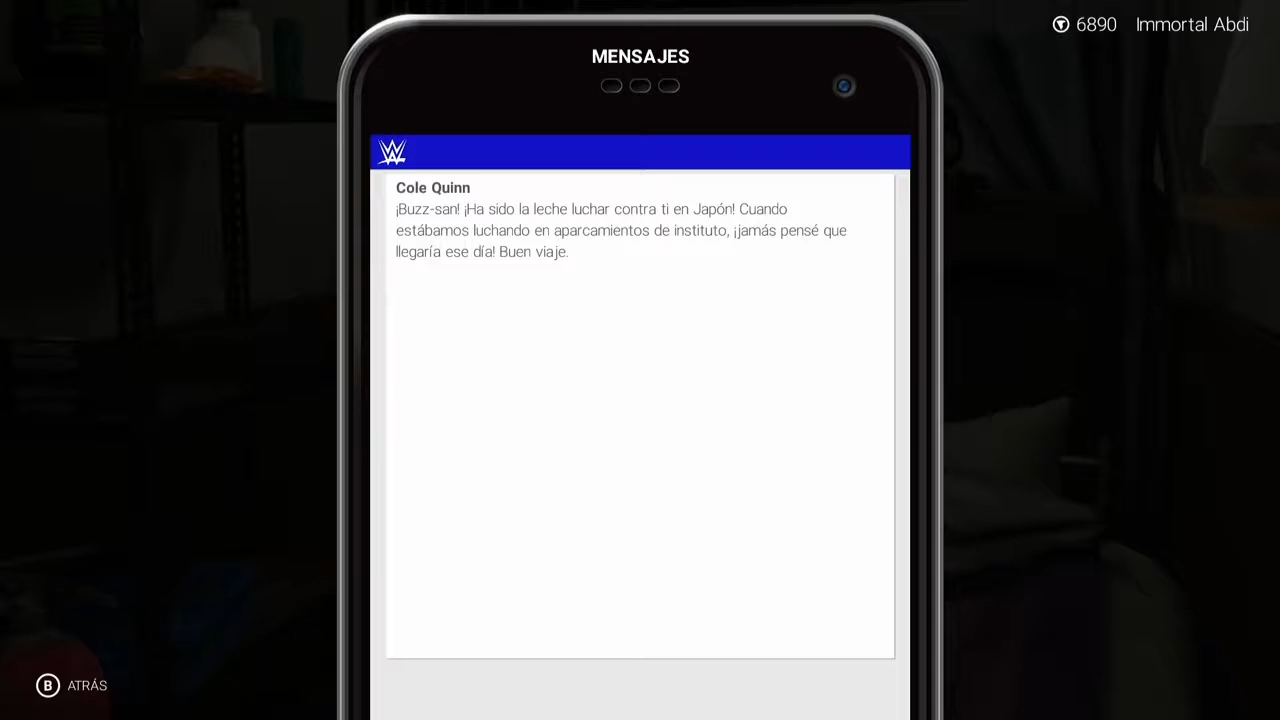 6890 Immortal Abdi
MENSAJES
Cole Quinn
¡Buzz-san! ¡Ha sido la leche luchar contra ti en Japón! Cuando
estábamos luchando en aparcamientos de instituto, ¡jamás pensé que
llegaría ese día! Buen viaje.
B ATRÁS